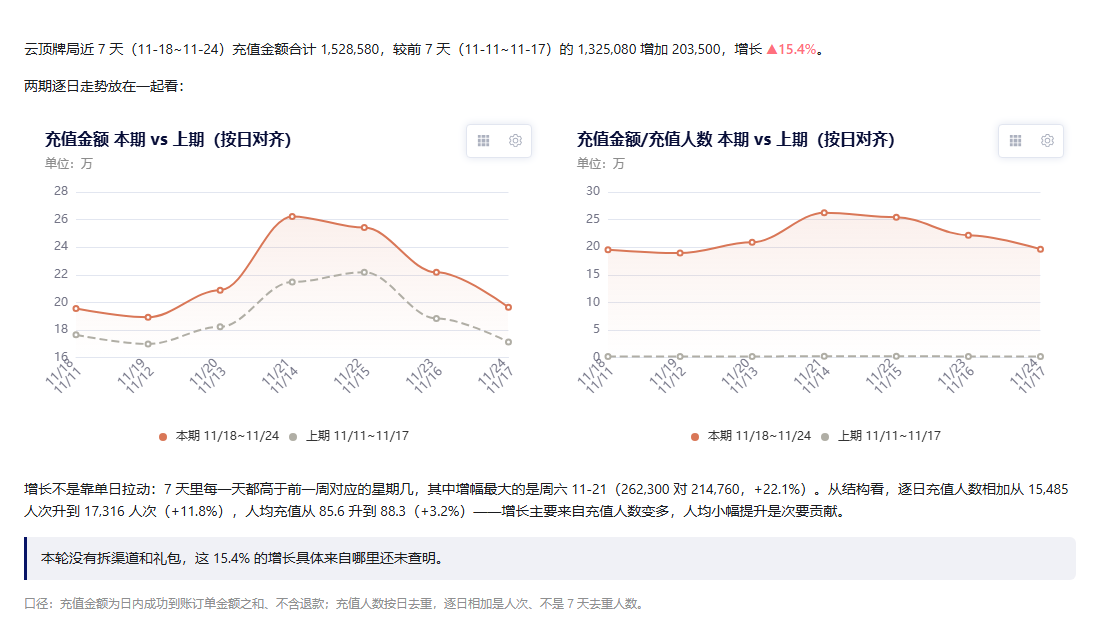 云顶牌局近 7 天（11-18~11-24）充值金额合计 1,528,580，较前 7 天（11-11~11-17）的 1,325,080 增加 203,500，增长 ▲15.4%。
两期逐日走势放在一起看：
充值金额 本期 vs 上期（按日对齐）
单位：万
28
26
24
22
20
18
16
11/18 11/11
11/19 11/12
11/20 11/13
11/21 11/14
11/22 11/15
11/23 11/16
11/24 11/17
本期 11/18~11/24 上期 11/11~11/17
充值金额/充值人数 本期 vs 上期（按日对齐）
单位：万
30
25
20
15
10
5
0
11/18 11/11
11/19 11/12
11/20 11/13
11/21 11/14
11/22 11/15
11/23 11/16
11/24 11/17
本期 11/18~11/24 上期 11/11~11/17
增长不是靠单日拉动：7 天里每一天都高于前一周对应的星期几，其中增幅最大的是周六 11-21（262,300 对 214,760，+22.1%）。从结构看，逐日充值人数相加从 15,485
人次升到 17,316 人次（+11.8%），人均充值从 85.6 升到 88.3（+3.2%）——增长主要来自充值人数变多，人均小幅提升是次要贡献。
本轮没有拆渠道和礼包，这 15.4% 的增长具体来自哪里还未查明。
口径：充值金额为日内成功到账订单金额之和、不含退款；充值人数按日去重，逐日相加是人次、不是 7 天去重人数。